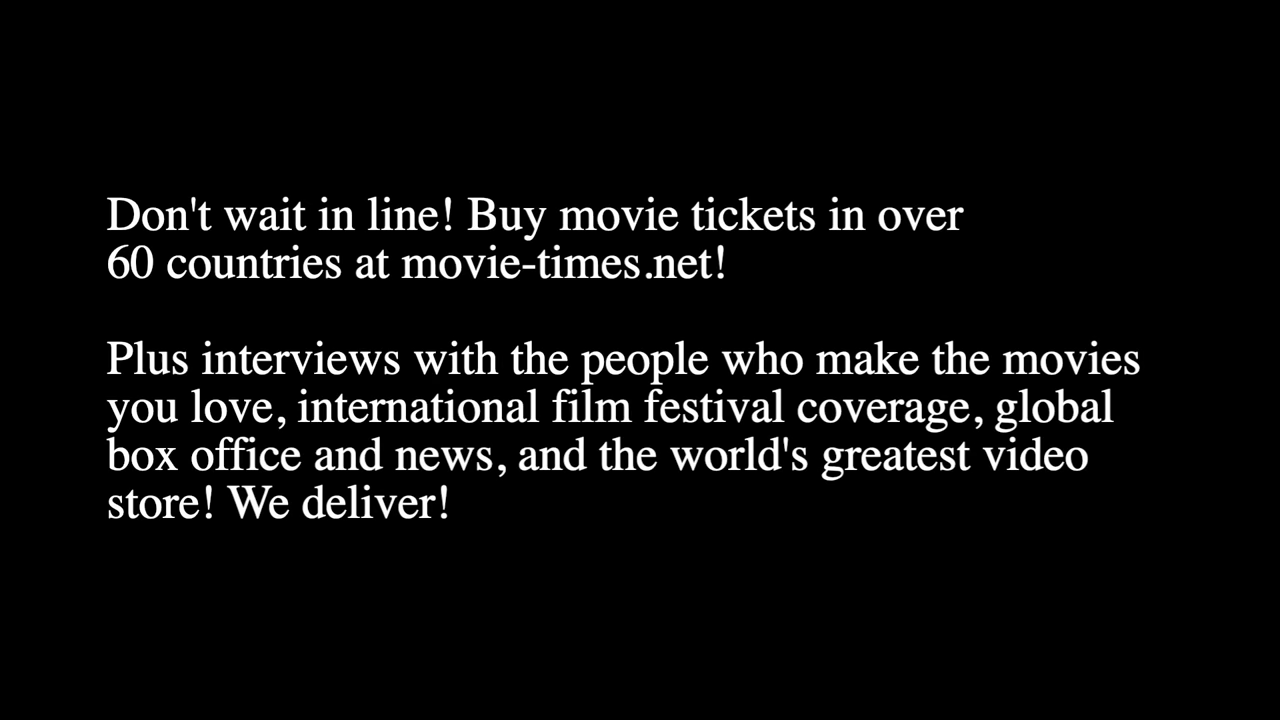 Don't wait in line! Buy movie tickets in over
60 countries at movie-times.net!
Plus interviews with the people who make the movies
you love, international film festival coverage, global
box office and news, and the world's greatest video
store! We deliver!